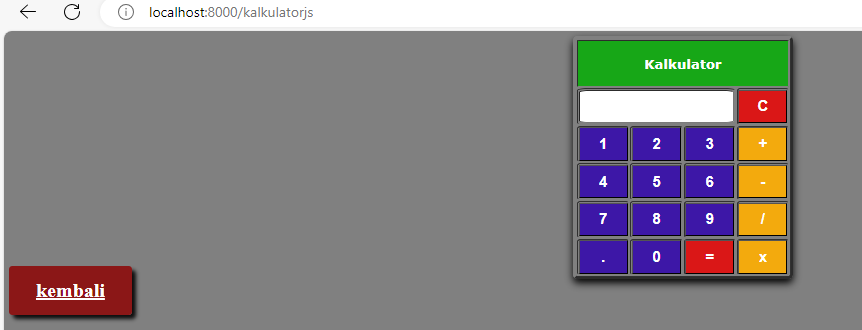 localhost:8000/kalkulatorjs
Kalkulator
C
1 2 3 +
4 5 6 -
7 8 9 /
. 0 = x
kembali